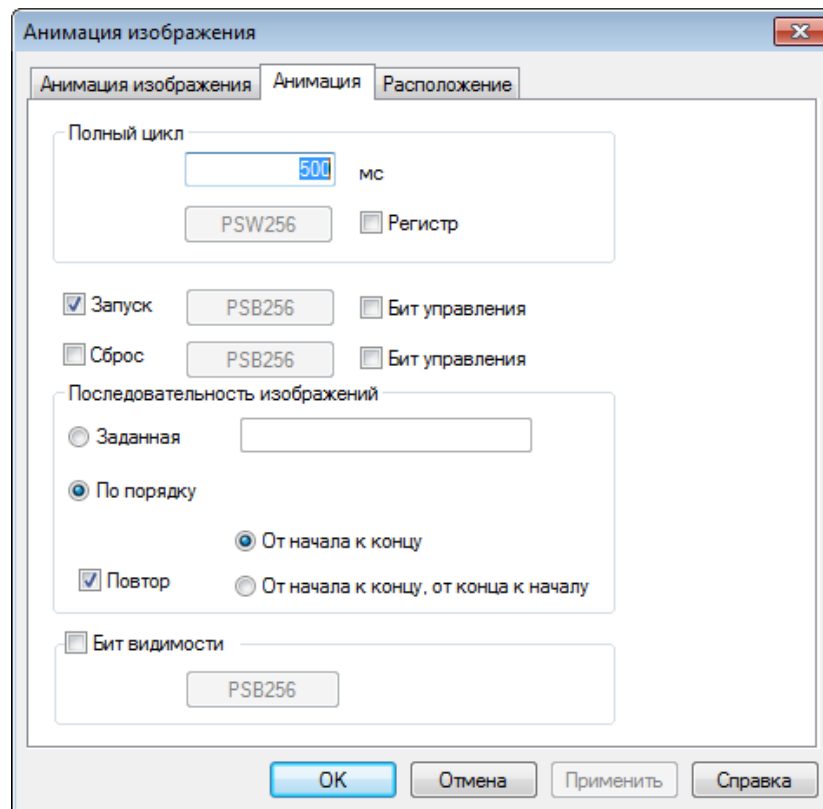 Анимация изображения
Анимация изображения Анимация Расположение
Полный цикл
500 мс
PSW256 Регистр
Запуск PSB256 Бит управления
Сброс PSB256 Бит управления
Последовательность изображений
Заданная
По порядку
От начала к концу
Повтор От начала к концу, от конца к началу
Бит видимости
PSB256
OK Отмена Применить Справка